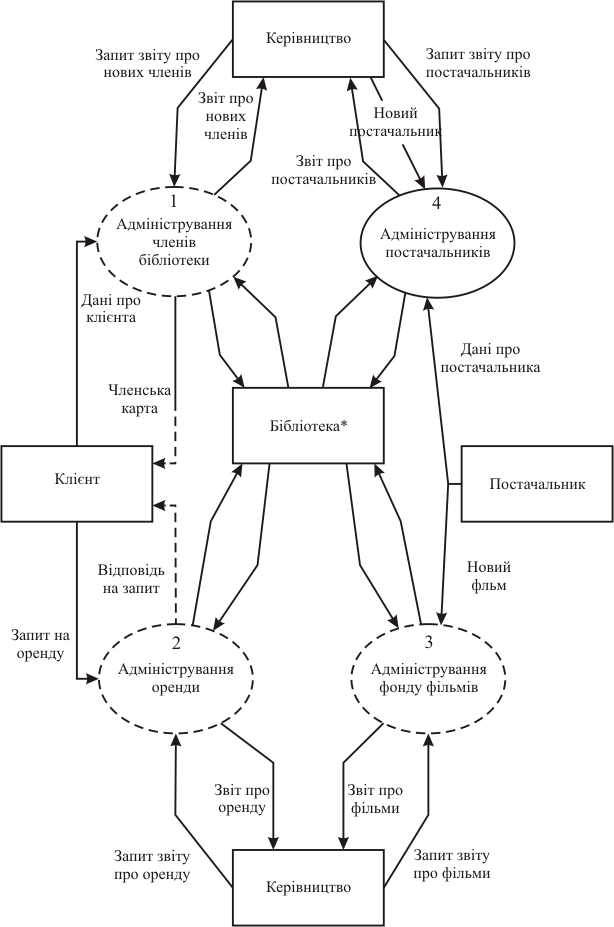 Керівництво
Запит звіту про
нових членів
Запит звіту про
постачальників
Звіт про
нових
членів
Новий
постачальник
Звіт про
постачальників
1
Адміністрування
членів
бібліотеки
4
Адміністрування
постачальників
Дані про
клієнта
Дані про
постачальника
Членська
карта
Бібліотека*
Клієнт
Постачальник
Відповідь
на запит
Новий
фльм
Запит на
оренду
2
Адміністрування
оренди
3
Адміністрування
фонду фільмів
Звіт про
оренду
Звіт про
фільми
Запит звіту
про оренду
Запит звіту
про фільми
Керівництво